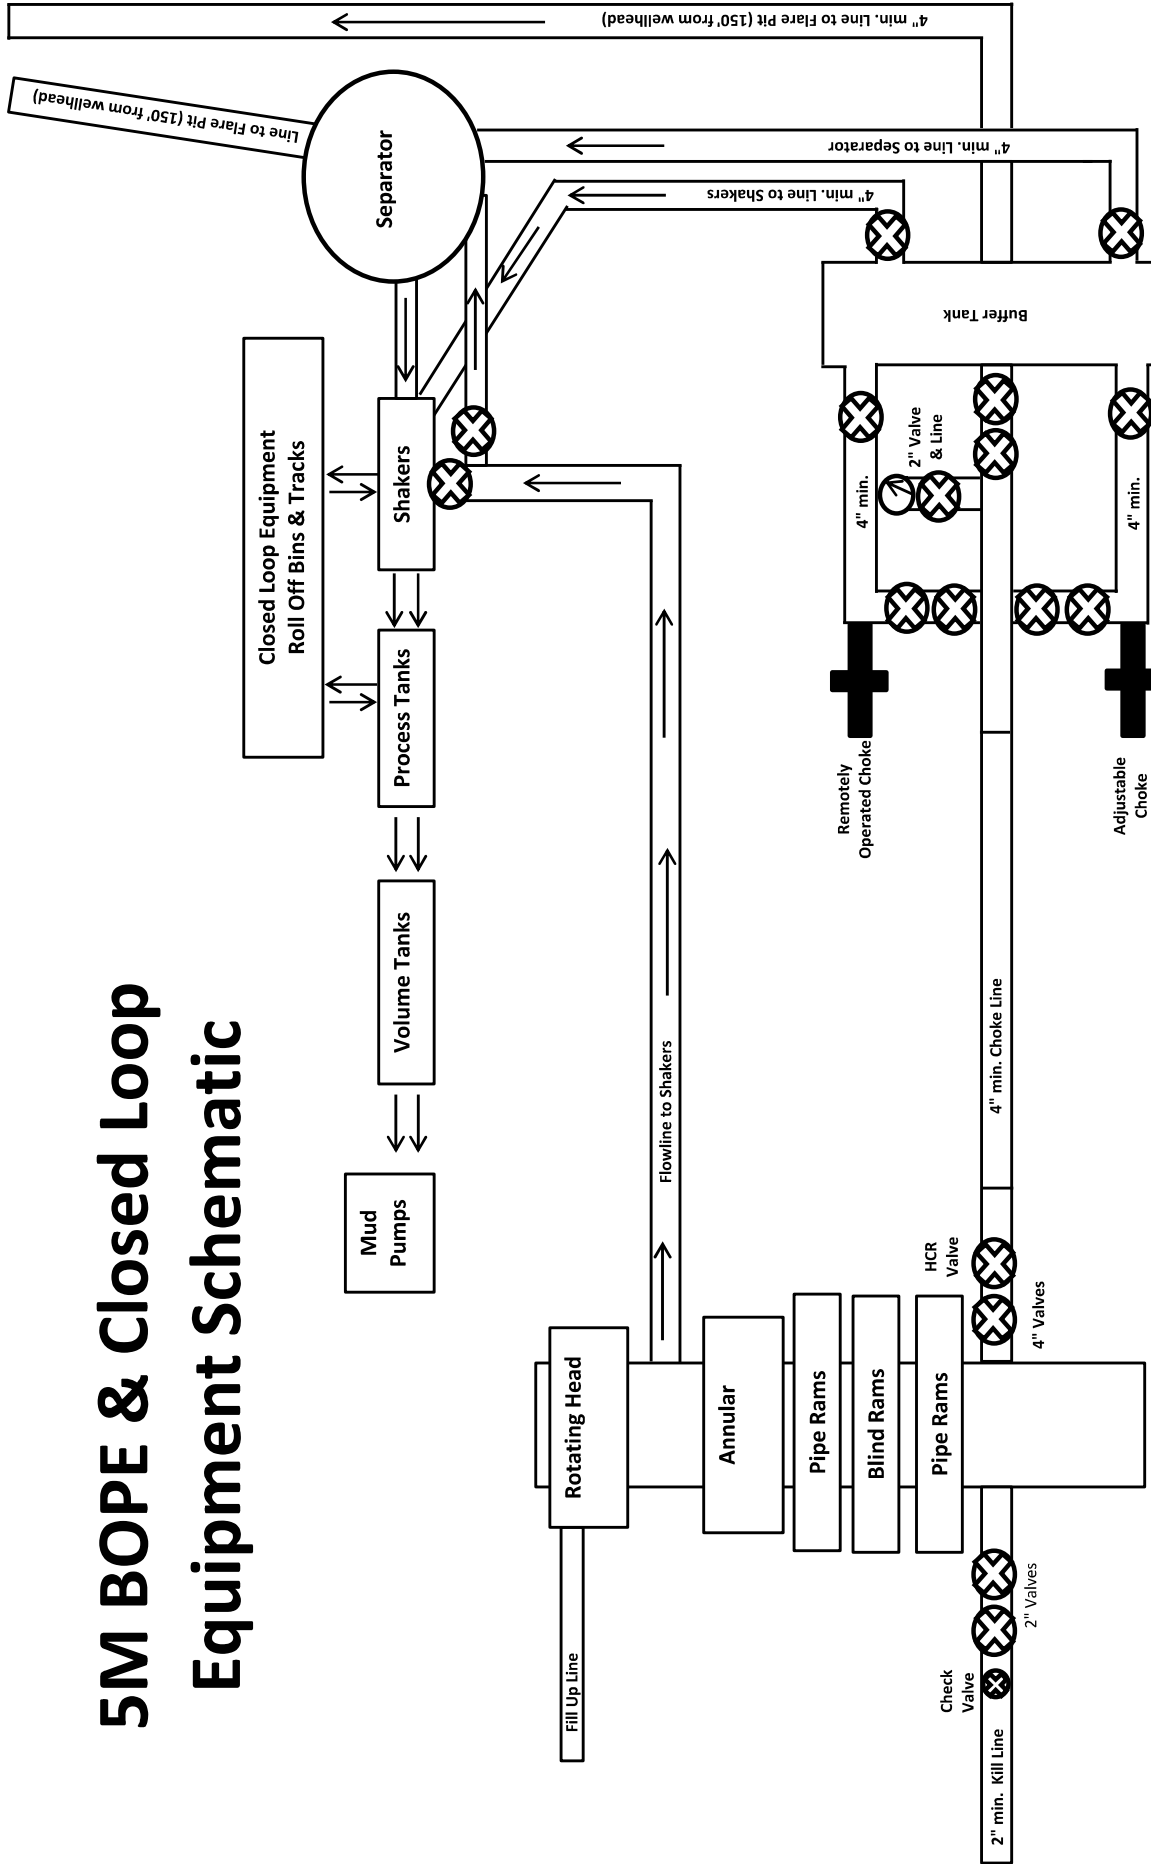 5M BOPE & Closed Loop
Equipment Schematic
4" min. Line to Flare Pit (150' from wellhead)
Line to Flare Pit (150' from wellhead)
Separator
4" min. Line to Separator
4" min. Line to Shakers
Buffer Tank
Closed Loop Equipment
Roll Off Bins & Tracks
Shakers
Process Tanks
Volume Tanks
Mud
Pumps
2" Valve
& Line
4" min.
4" min.
Remotely
Operated Choke
Adjustable
Choke
Flowline to Shakers
4" min. Choke Line
HCR
Valve
4" Valves
Rotating Head
Fill Up Line
Annular
Pipe Rams
Blind Rams
Pipe Rams
2" Valves
Check
Valve
2" min. Kill Line